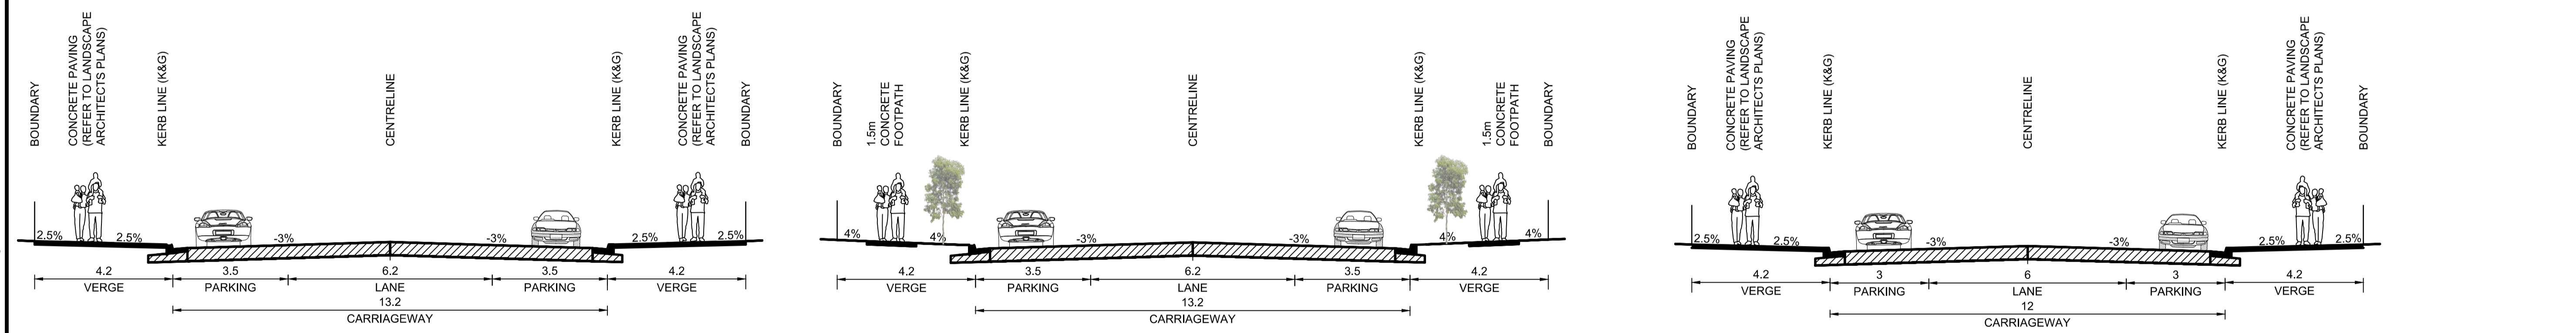 BOUNDARY
CONCRETE PAVING
(REFER TO LANDSCAPE
ARCHITECTS PLANS)
KERB LINE (K&G)
CENTRELINE
KERB LINE (K&G)
CONCRETE PAVING
(REFER TO LANDSCAPE
ARCHITECTS PLANS)
BOUNDARY
2.5%
2.5%
-3%
-3%
2.5%
2.5%
4.2
3.5
6.2
3.5
4.2
VERGE
PARKING
LANE
PARKING
VERGE
13.2
CARRIAGEWAY
BOUNDARY
1.5m
CONCRETE
FOOTPATH
KERB LINE (K&G)
CENTRELINE
KERB LINE (K&G)
1.5m
CONCRETE
FOOTPATH
BOUNDARY
4%
4%
-3%
-3%
4%
4%
4.2
3.5
6.2
3.5
4.2
VERGE
PARKING
LANE
PARKING
VERGE
13.2
CARRIAGEWAY
BOUNDARY
CONCRETE PAVING
(REFER TO LANDSCAPE
ARCHITECTS PLANS)
KERB LINE (K&G)
CENTRELINE
KERB LINE (K&G)
CONCRETE PAVING
(REFER TO LANDSCAPE
ARCHITECTS PLANS)
BOUNDARY
2.5%
2.5%
-3%
-3%
2.5%
2.5%
4.2
3
6
3
4.2
VERGE
PARKING
LANE
PARKING
VERGE
12
CARRIAGEWAY